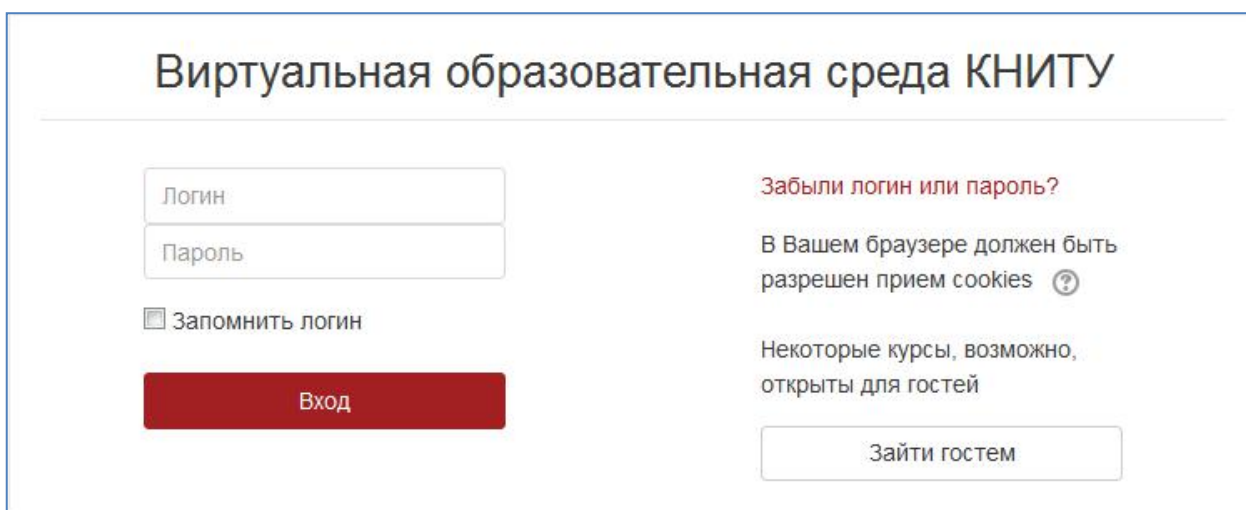 Виртуальная образовательная среда КНИТУ
Логин
Пароль
Запомнить логин
Вход
Забыли логин или пароль?
В Вашем браузере должен быть
разрешен прием cookies ?
Некоторые курсы, возможно,
открыты для гостей
Зайти гостем